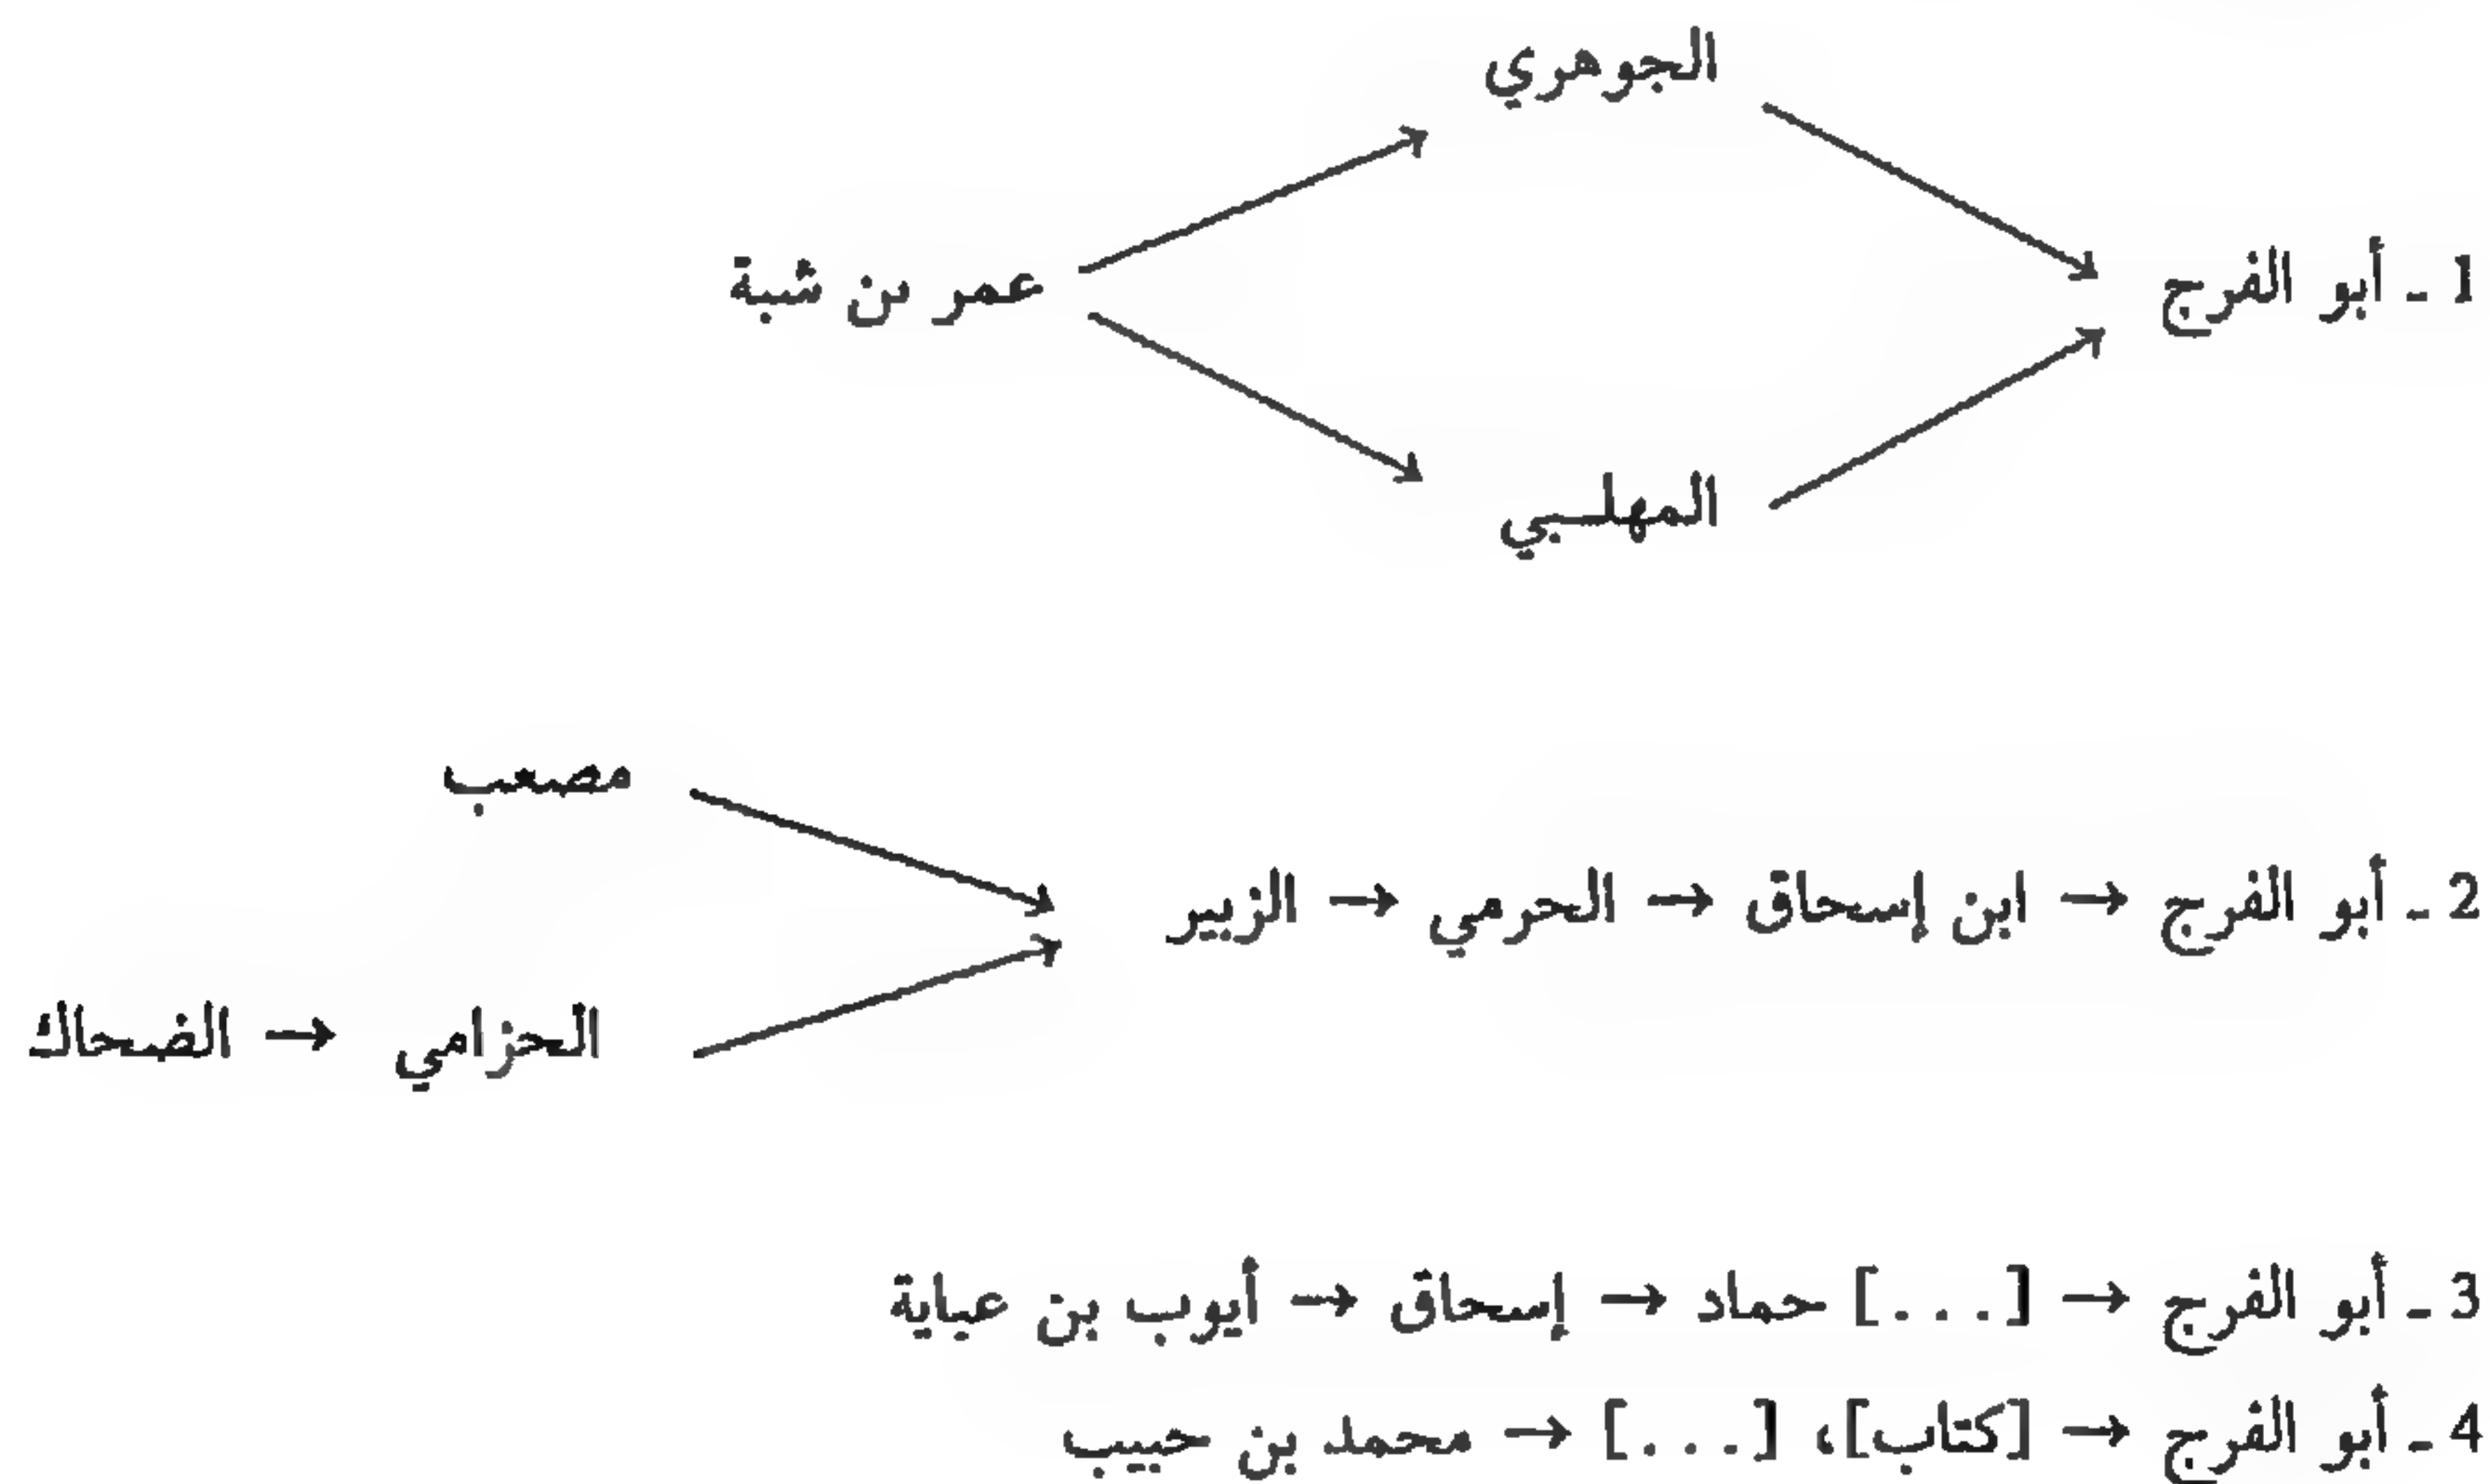 الجوهري
1 ـ أبو الفرج عمر بن شبة
المهلبي
مصعب
2 ـ أبو الفرج → ابن إسحاق → الحرمي → الزبير
الحزامي → الضحاك
3 ـ أبو الفرج → [...] حماد → إسحاق → أيوب بن عباية
4 ـ أبو الفرج → [كتاب]، [...] → محمد بن حبيب